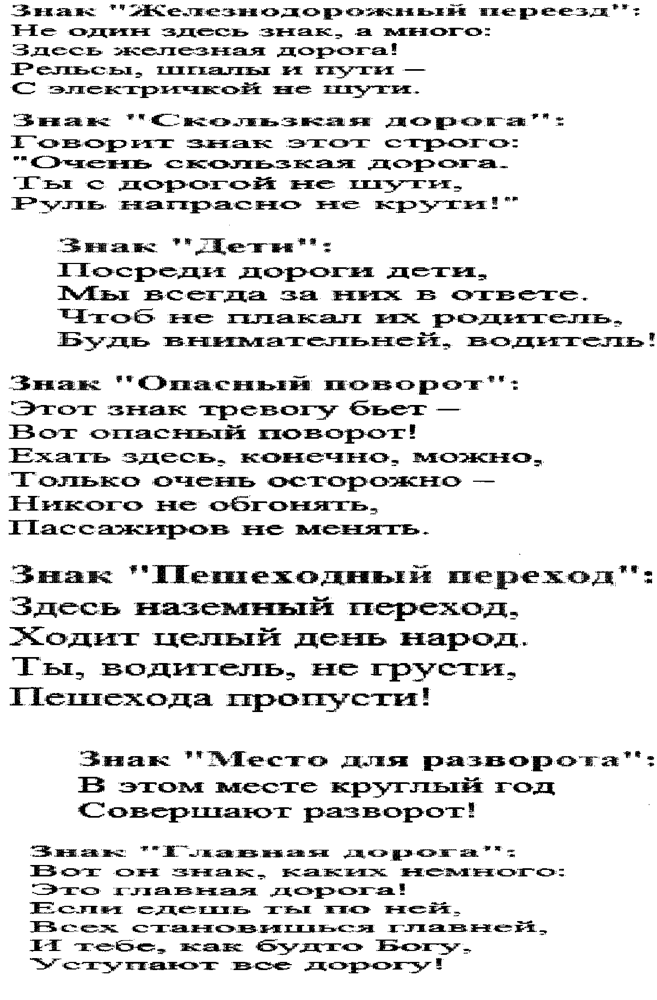 Знак "Железнодорожный переезд":
Не один здесь знак, а много:
Здесь железная дорога!
Рельсы, шпалы и пути –
С электричкой не шути.
Знак "Скользкая дорога":
Говорит знак этот строго:
"Очень скользкая дорога.
Ты с дорогой не шути,
Руль напрасно не крути!"
Знак "Дети":
Посреди дороги дети,
Мы всегда за них в ответе.
Чтоб не плакал их родитель,
Будь внимательней, водитель!
Знак "Опасный поворот":
Этот знак тревогу бьет –
Вот опасный поворот!
Ехать здесь, конечно, можно,
Только очень осторожно –
Никого не обгонять,
Пассажиров не менять.
Знак "Пешеходный переход":
Здесь наземный переход,
Ходит целый день народ.
Ты, водитель, не грусти,
Пешехода пропусти!
Знак "Место для разворота":
В этом месте круглый год
Совершают разворот!
Знак "Главная дорога":
Вот он знак, каких немного:
Это главная дорога!
Если едешь ты по ней,
Всех становишься главней,
И тебе, как будто Богу,
Уступают все дорогу!